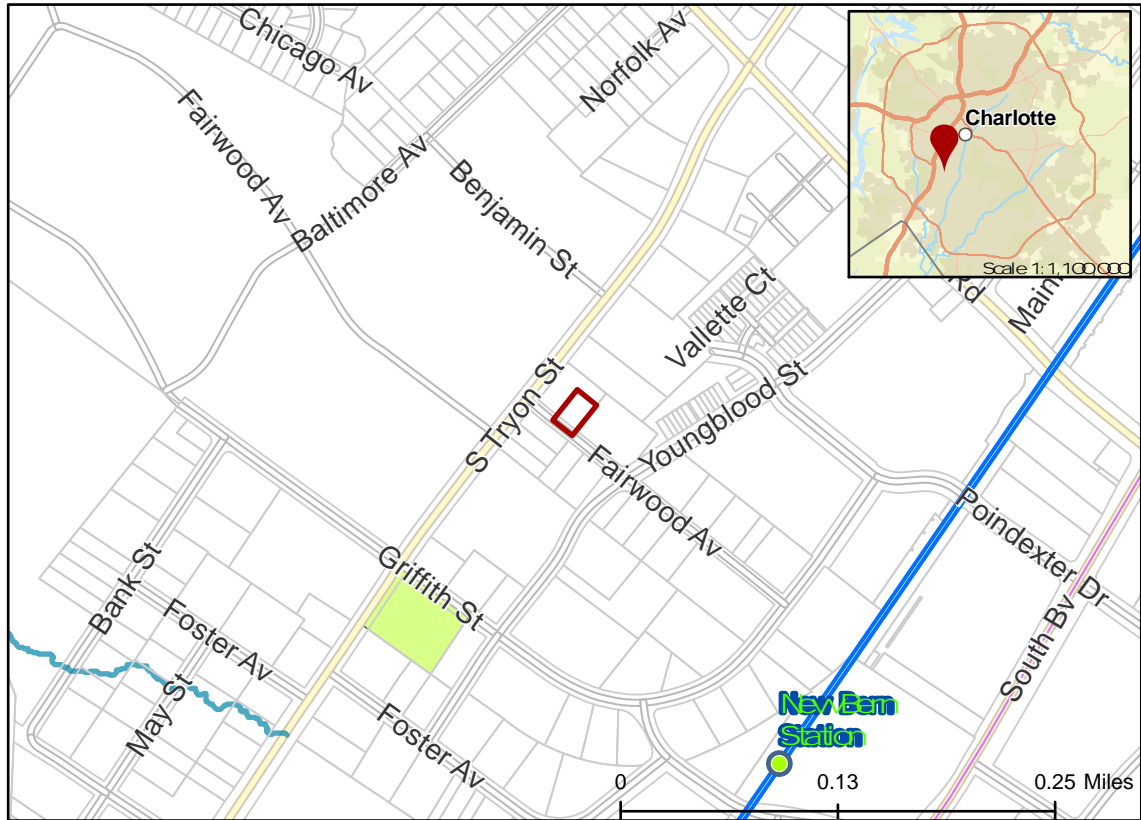 Chicago Av
Norfolk Av
Fairwood Av
Baltimore Av
Benjamin St
Charlotte
Scale 1: 1,100,000
Rd
Vallette Ct
S Tryon St
Youngblood St
Fairwood Av
Poindexter Dr
Griffith St
Bank St
Foster Av
May St
South Bv
New Bern
Station
Foster Av
0
0.13
0.25 Miles